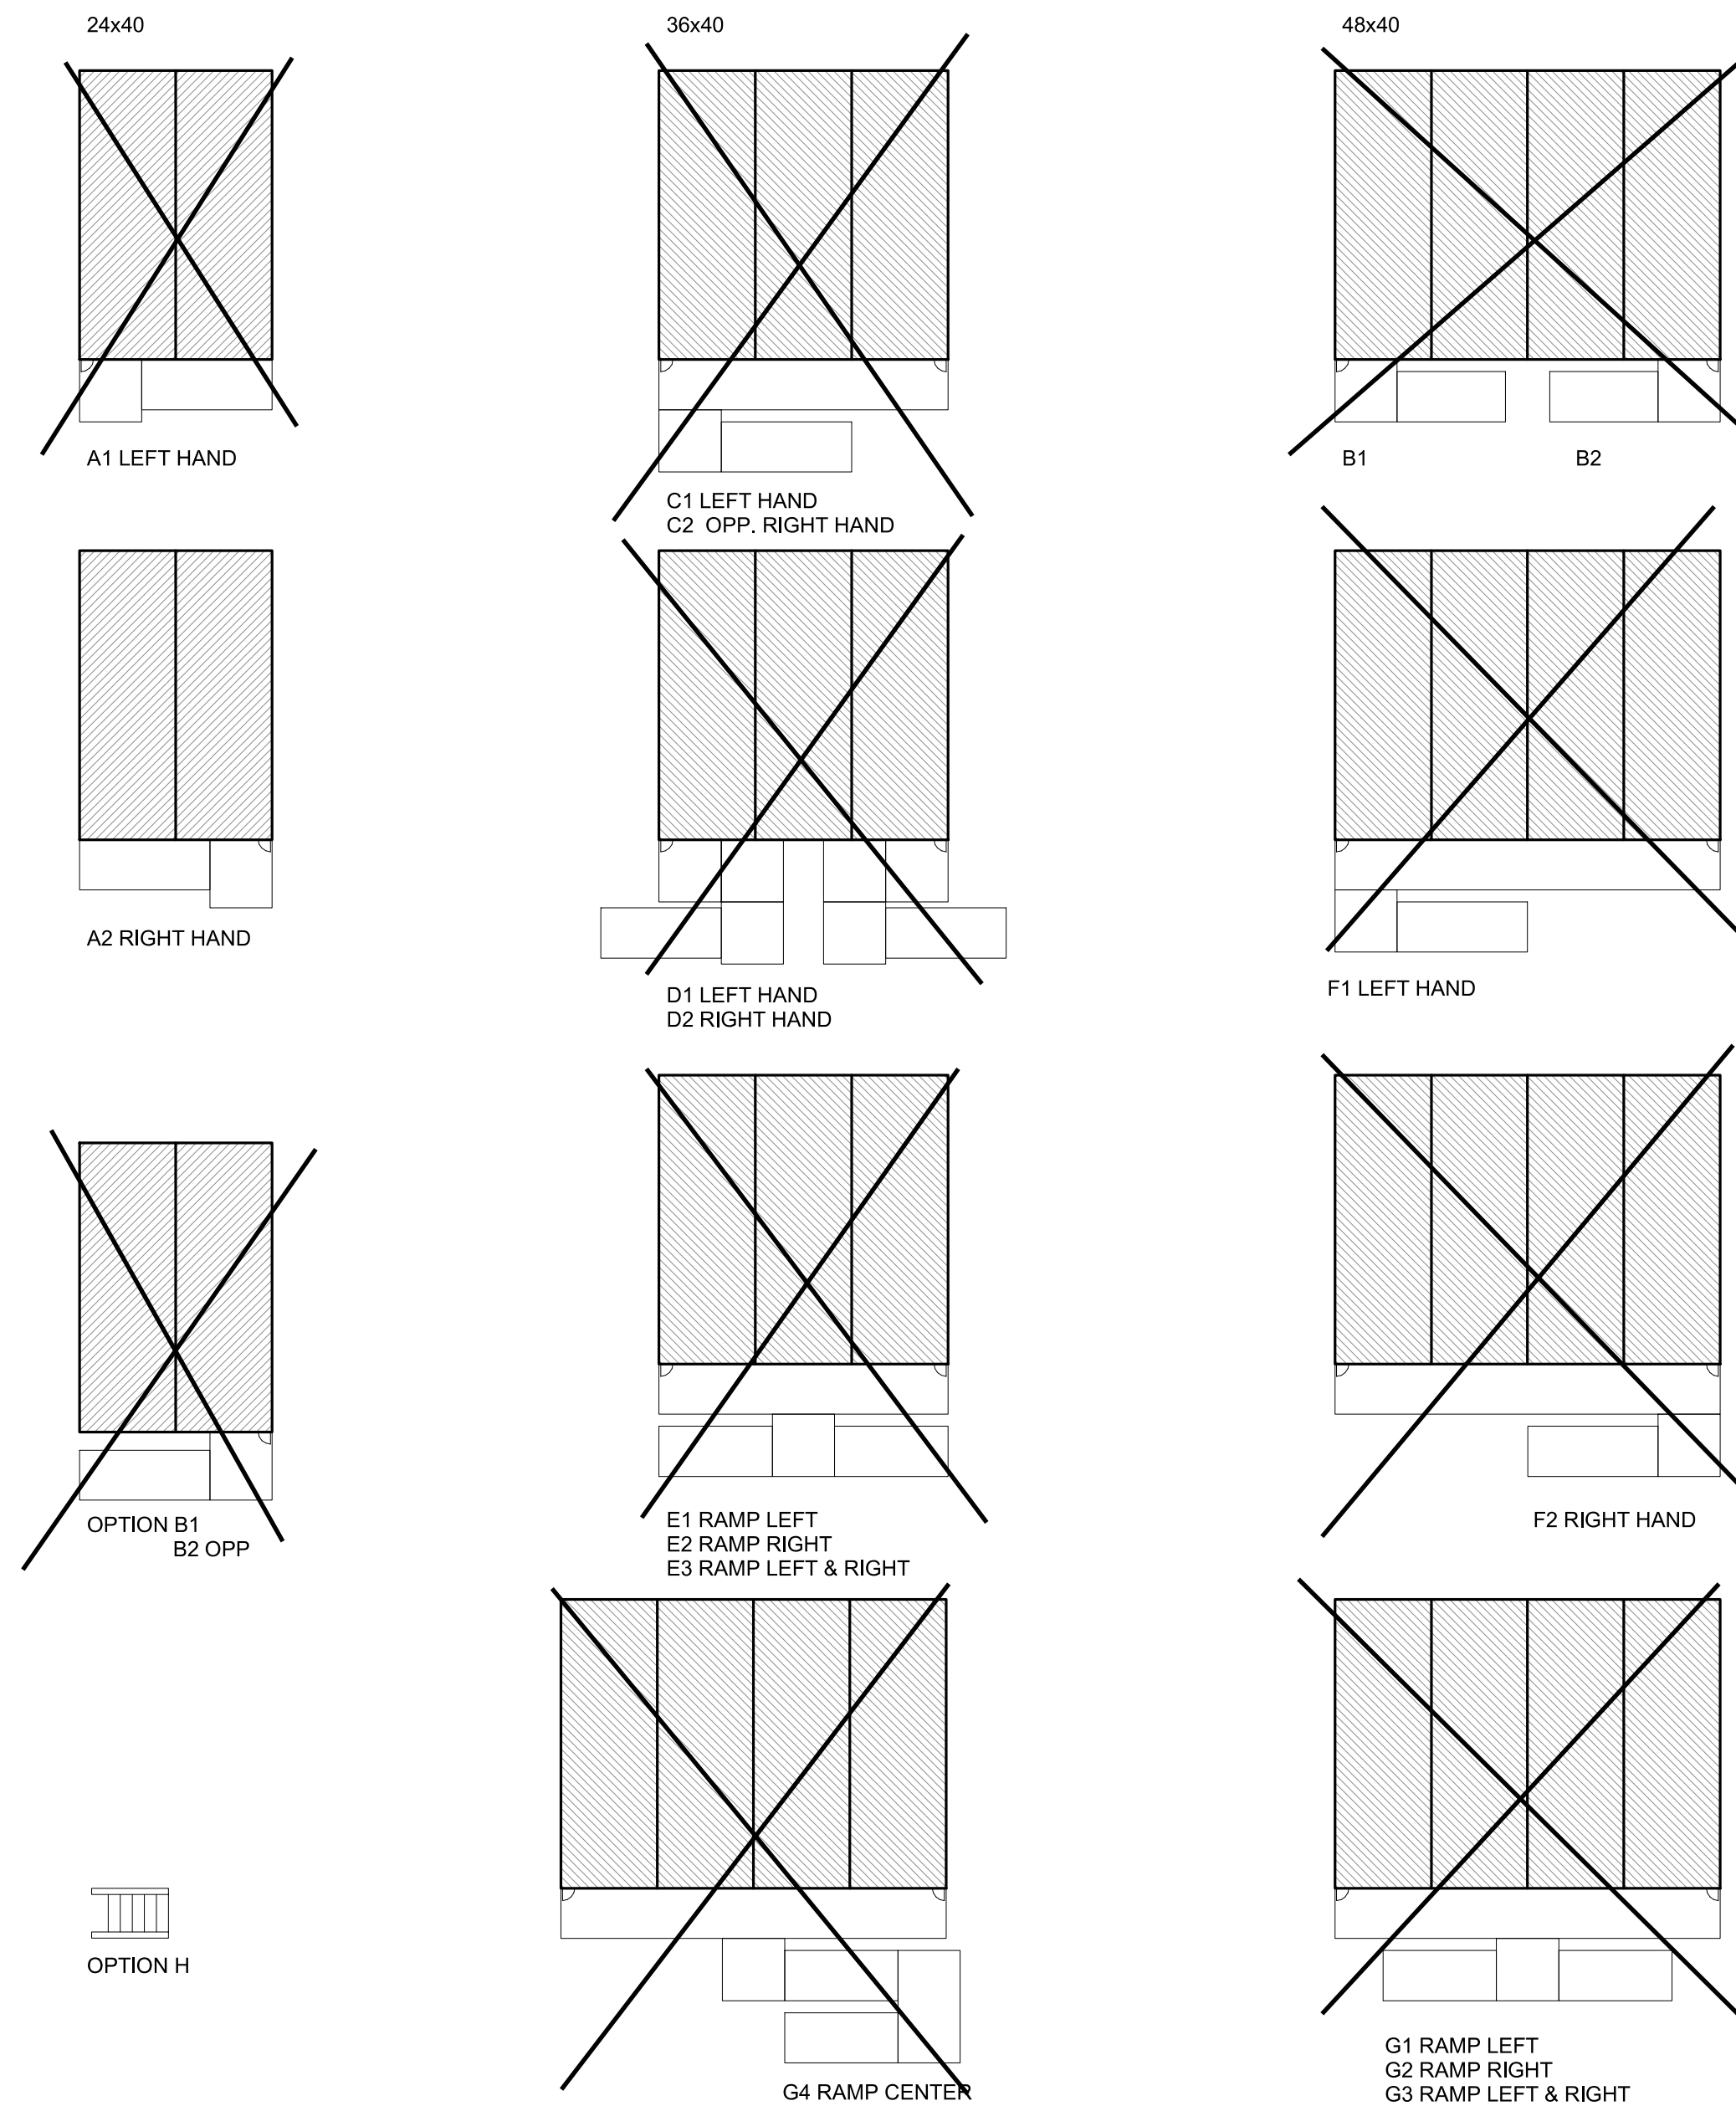 24x40
36x40
48x40
A1 LEFT HAND
C1 LEFT HAND
C2 OPP. RIGHT HAND
B1
B2
A2 RIGHT HAND
D1 LEFT HAND
D2 RIGHT HAND
F1 LEFT HAND
OPTION B1
B2 OPP
E1 RAMP LEFT
E2 RAMP RIGHT
E3 RAMP LEFT & RIGHT
F2 RIGHT HAND
OPTION H
G4 RAMP CENTER
G1 RAMP LEFT
G2 RAMP RIGHT
G3 RAMP LEFT & RIGHT